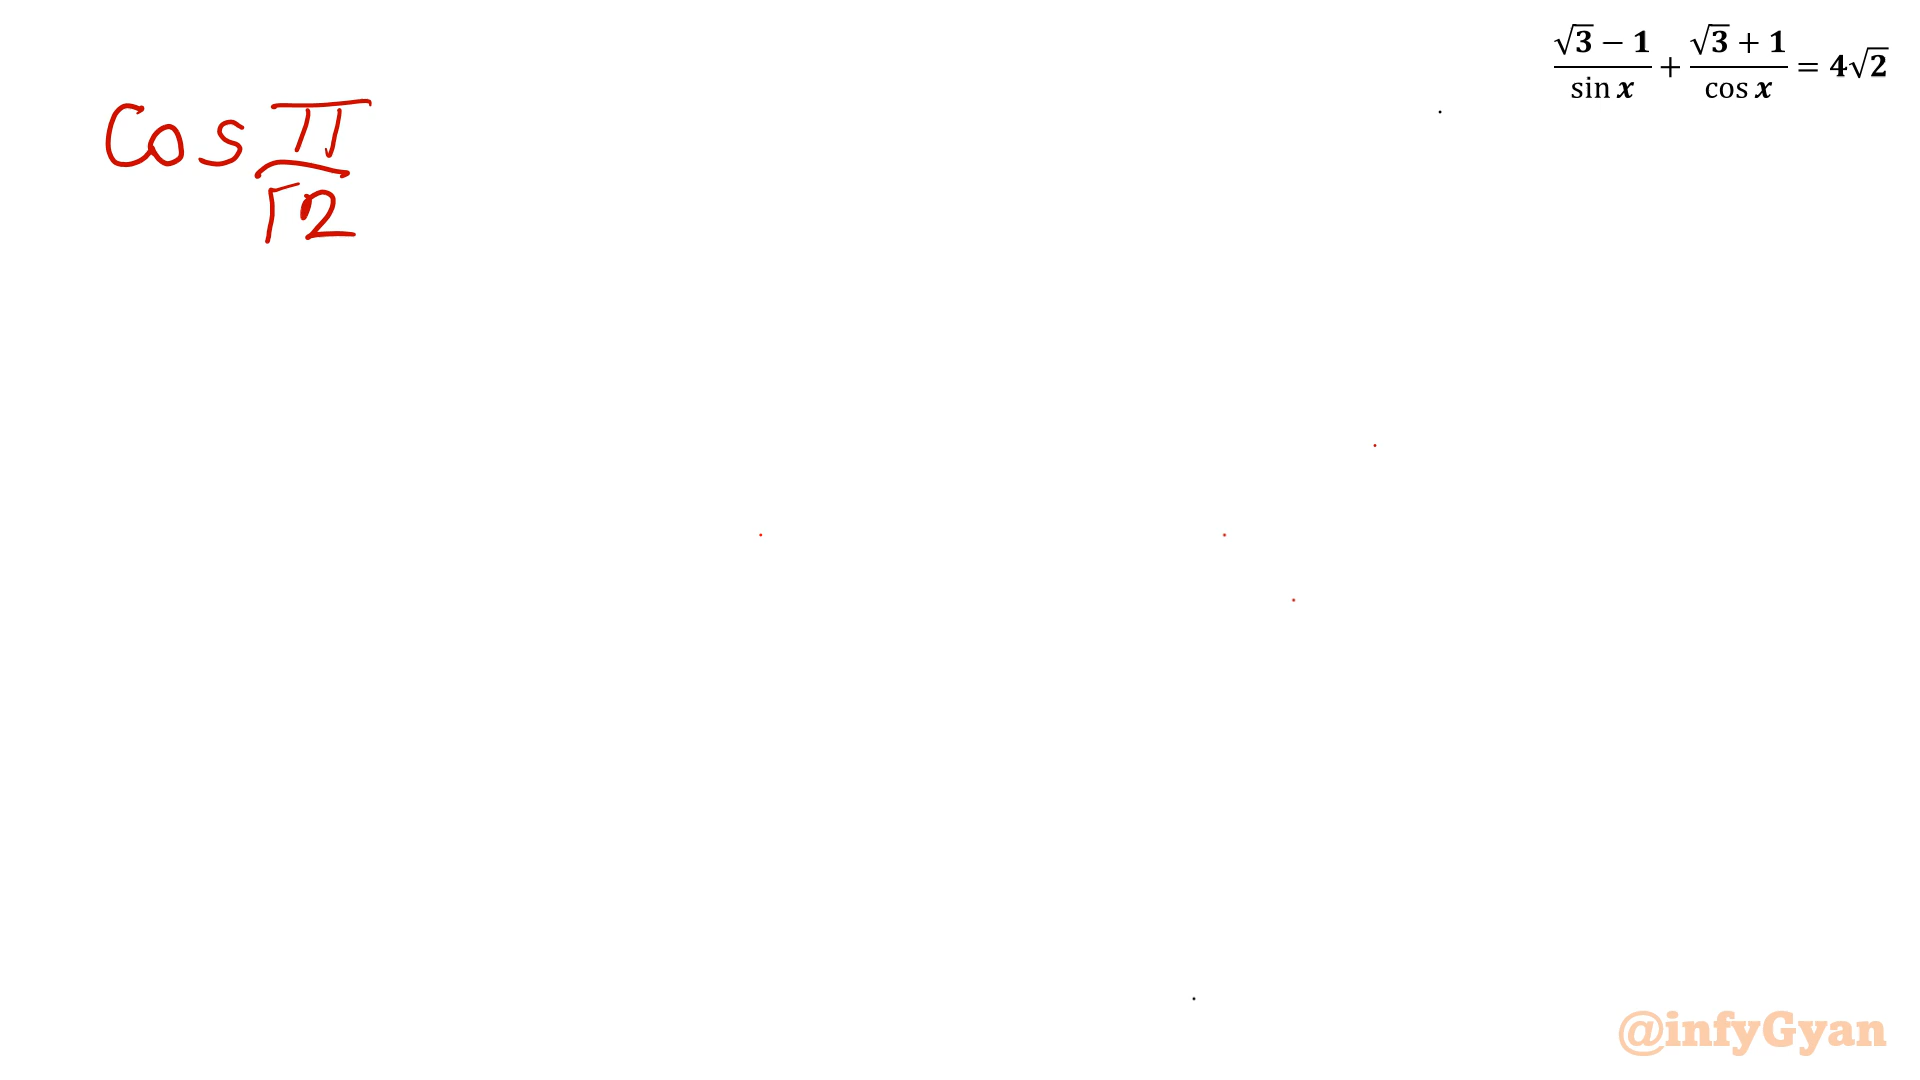 (√3 − 1)/(sin x) + (√3 + 1)/(cos x) = 4√2
Cos π/12
@infyGyan